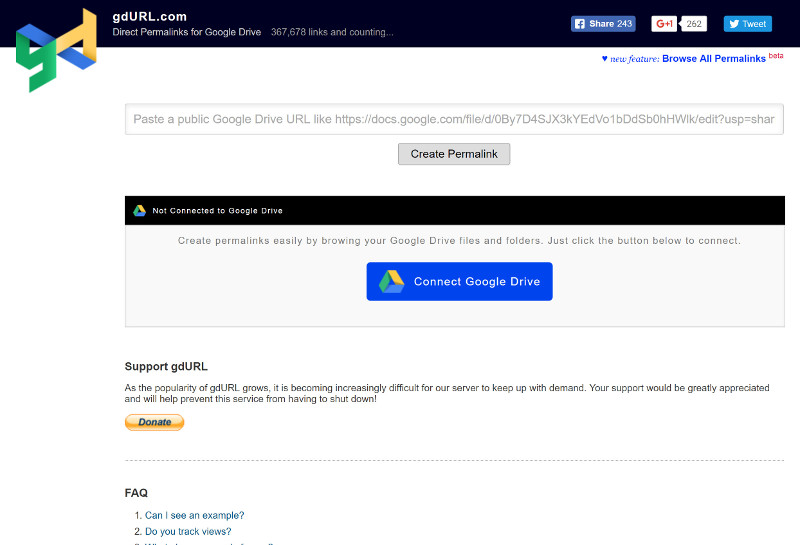 gdURL.com
Direct Permalinks for Google Drive 367,678 links and counting...
Share 243
G+1 262
Tweet
♥ new feature: Browse All Permalinks beta
Paste a public Google Drive URL like https://docs.google.com/file/d/0By7D4SJX3kYEdVo1bDdSb0hHWlk/edit?usp=shar
Create Permalink
Not Connected to Google Drive
Create permalinks easily by browing your Google Drive files and folders. Just click the button below to connect.
Connect Google Drive
Support gdURL
As the popularity of gdURL grows, it is becoming increasingly difficult for our server to keep up with demand. Your support would be greatly appreciated
and will help prevent this service from having to shut down!
Donate
FAQ
1. Can I see an example?
2. Do you track views?